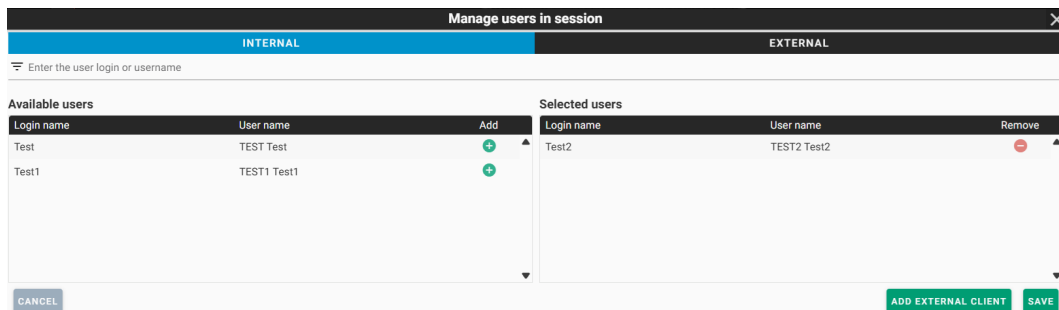 Manage users in session
INTERNAL EXTERNAL
Enter the user login or username
Available users Selected users
Login name User name Add Login name User name Remove
Test TEST Test Test2 TEST2 Test2
Test1 TEST1 Test1
CANCEL ADD EXTERNAL CLIENT SAVE